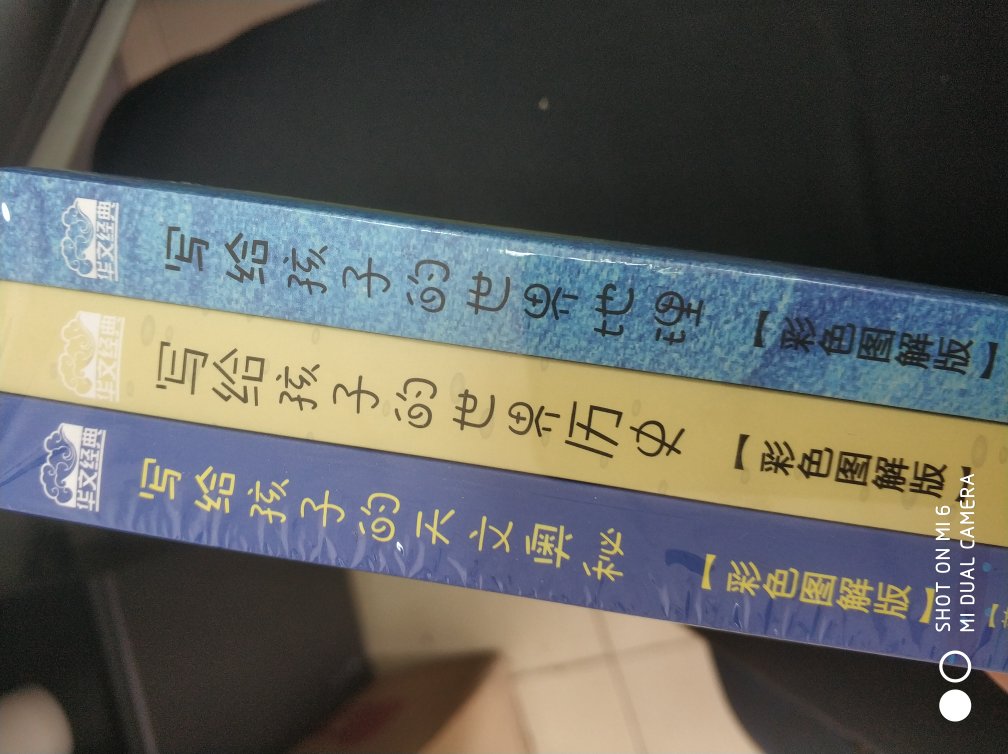 华文经典
写给孩子的世界地理
【彩色图解版】
华文经典
写给孩子的世界历史
【彩色图解版】
华文经典
写给孩子的天文奥秘
【彩色图解版】
SHOT ON MI 6
MI DUAL CAMERA